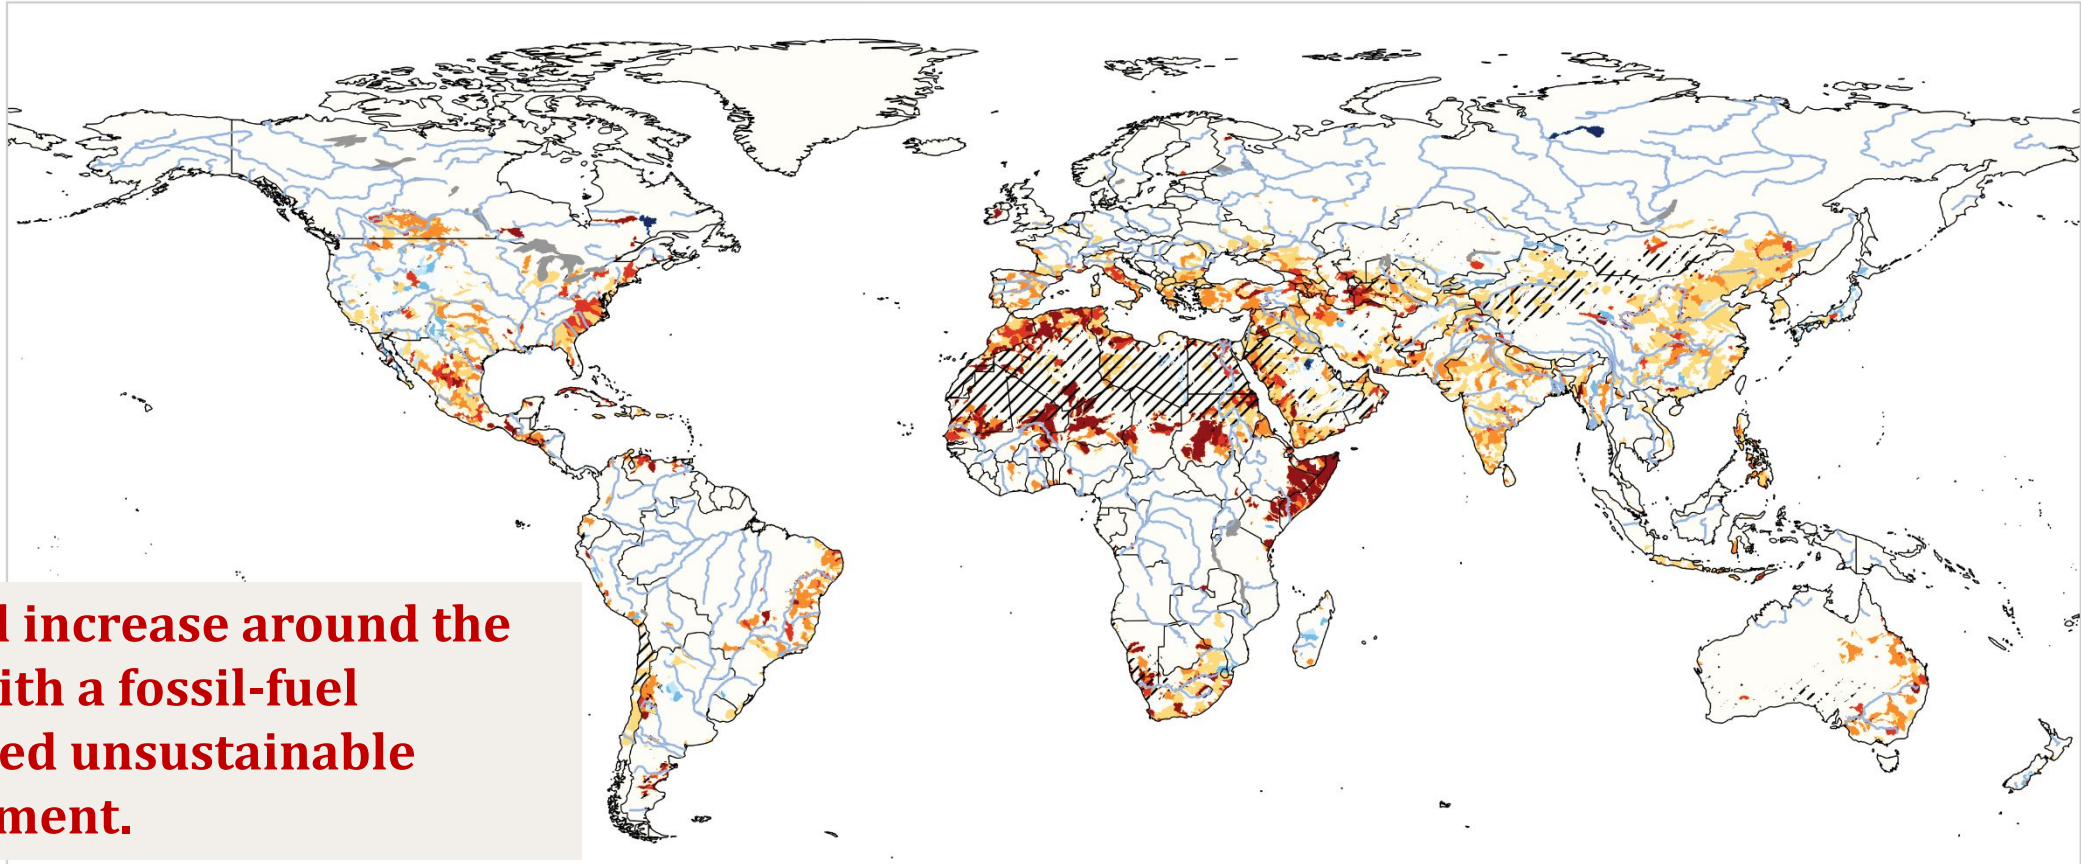 increase around the
ith a fossil-fuel
ed unsustainable
ment.